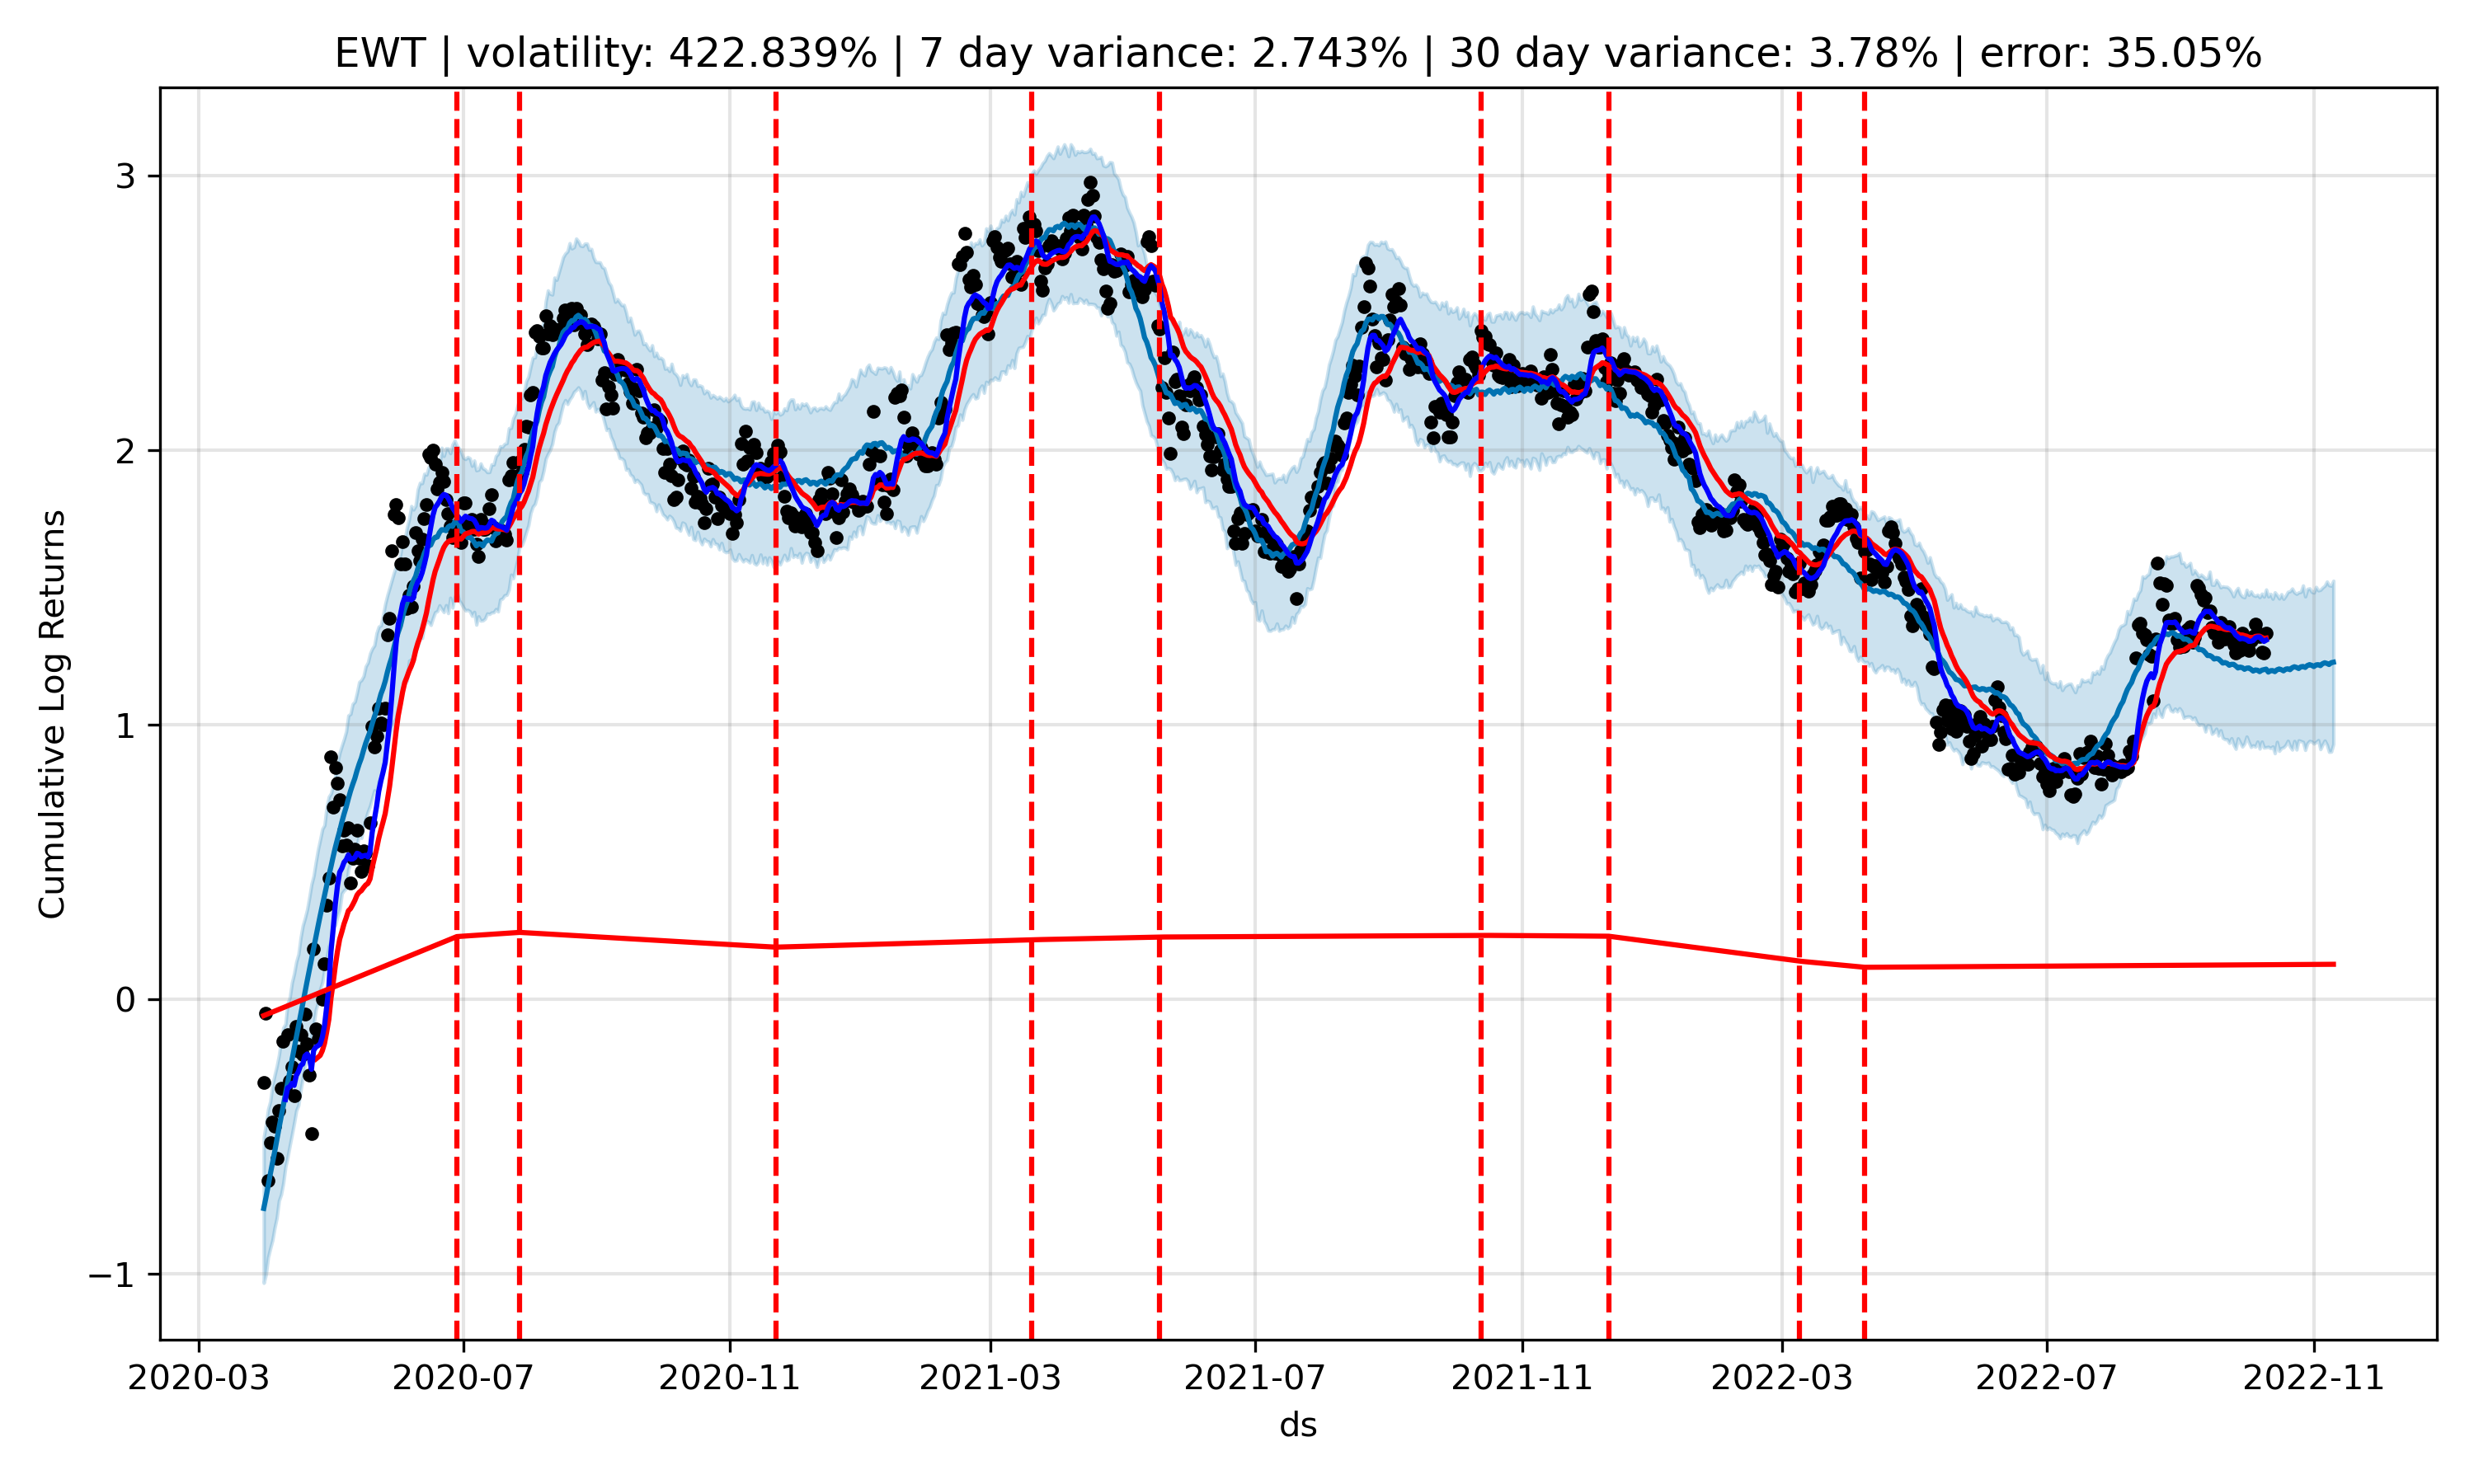 EWT | volatility: 422.839% | 7 day variance: 2.743% | 30 day variance: 3.78% | error: 35.05%
Cumulative Log Returns
3
2
1
0
−1
2020-03 2020-07 2020-11 2021-03 2021-07 2021-11 2022-03 2022-07 2022-11
ds